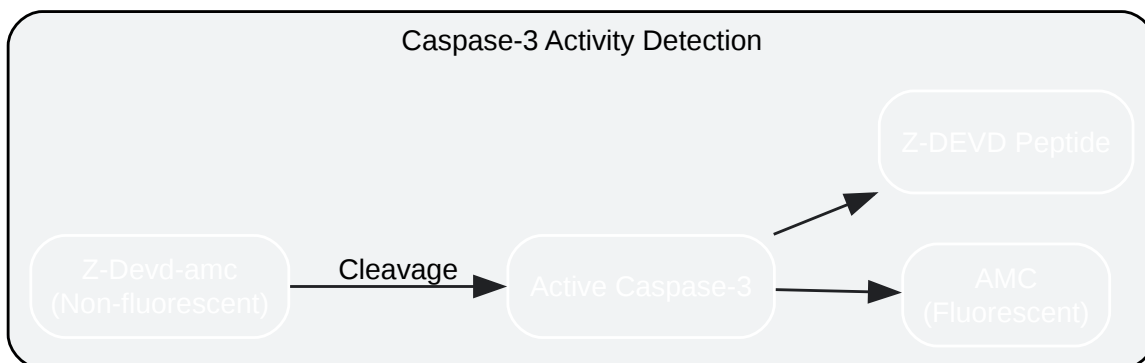 Caspase-3 Activity Detection
Z-DEVD Peptide
Z-Devd-amc
(Non-fluorescent)
Cleavage
Active Caspase-3
AMC
(Fluorescent)